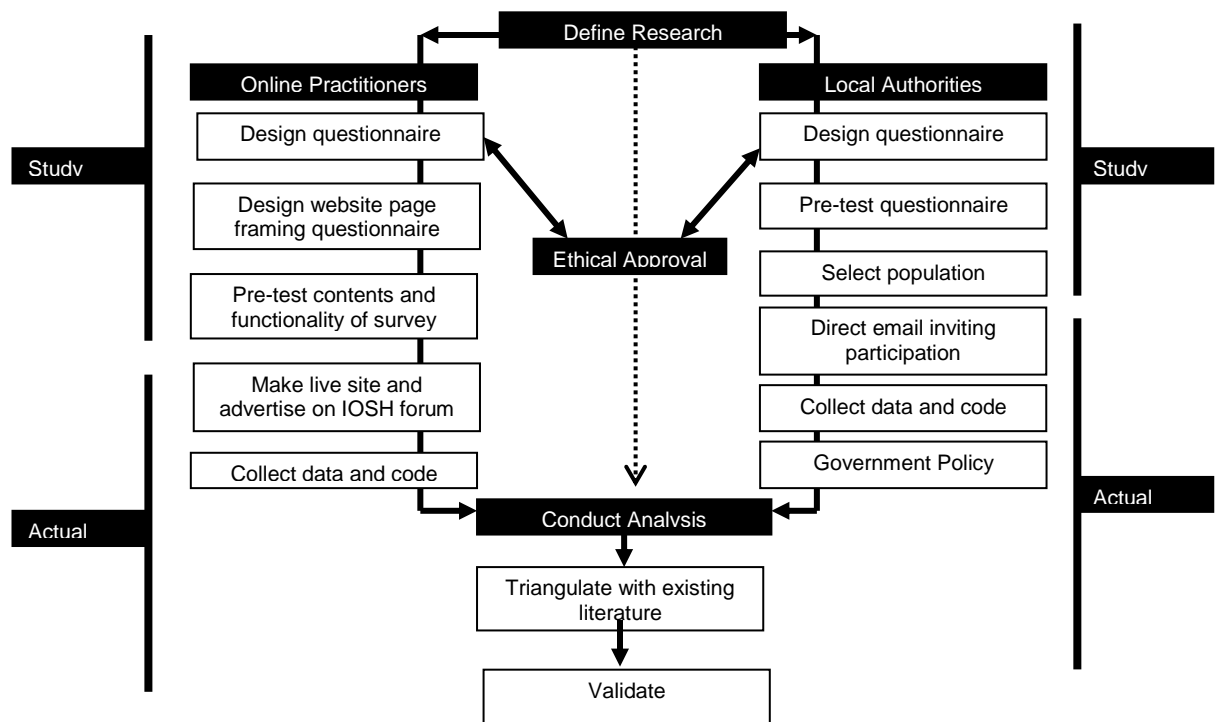 Define Research
Online Practitioners
Local Authorities
Design questionnaire
Design questionnaire
Study
Study
Design website page
framing questionnaire
Pre-test questionnaire
Ethical Approval
Select population
Pre-test contents and
functionality of survey
Direct email inviting
participation
Make live site and
advertise on IOSH forum
Collect data and code
Collect data and code
Government Policy
Actual
Actual
Conduct Analysis
Triangulate with existing
literature
Validate